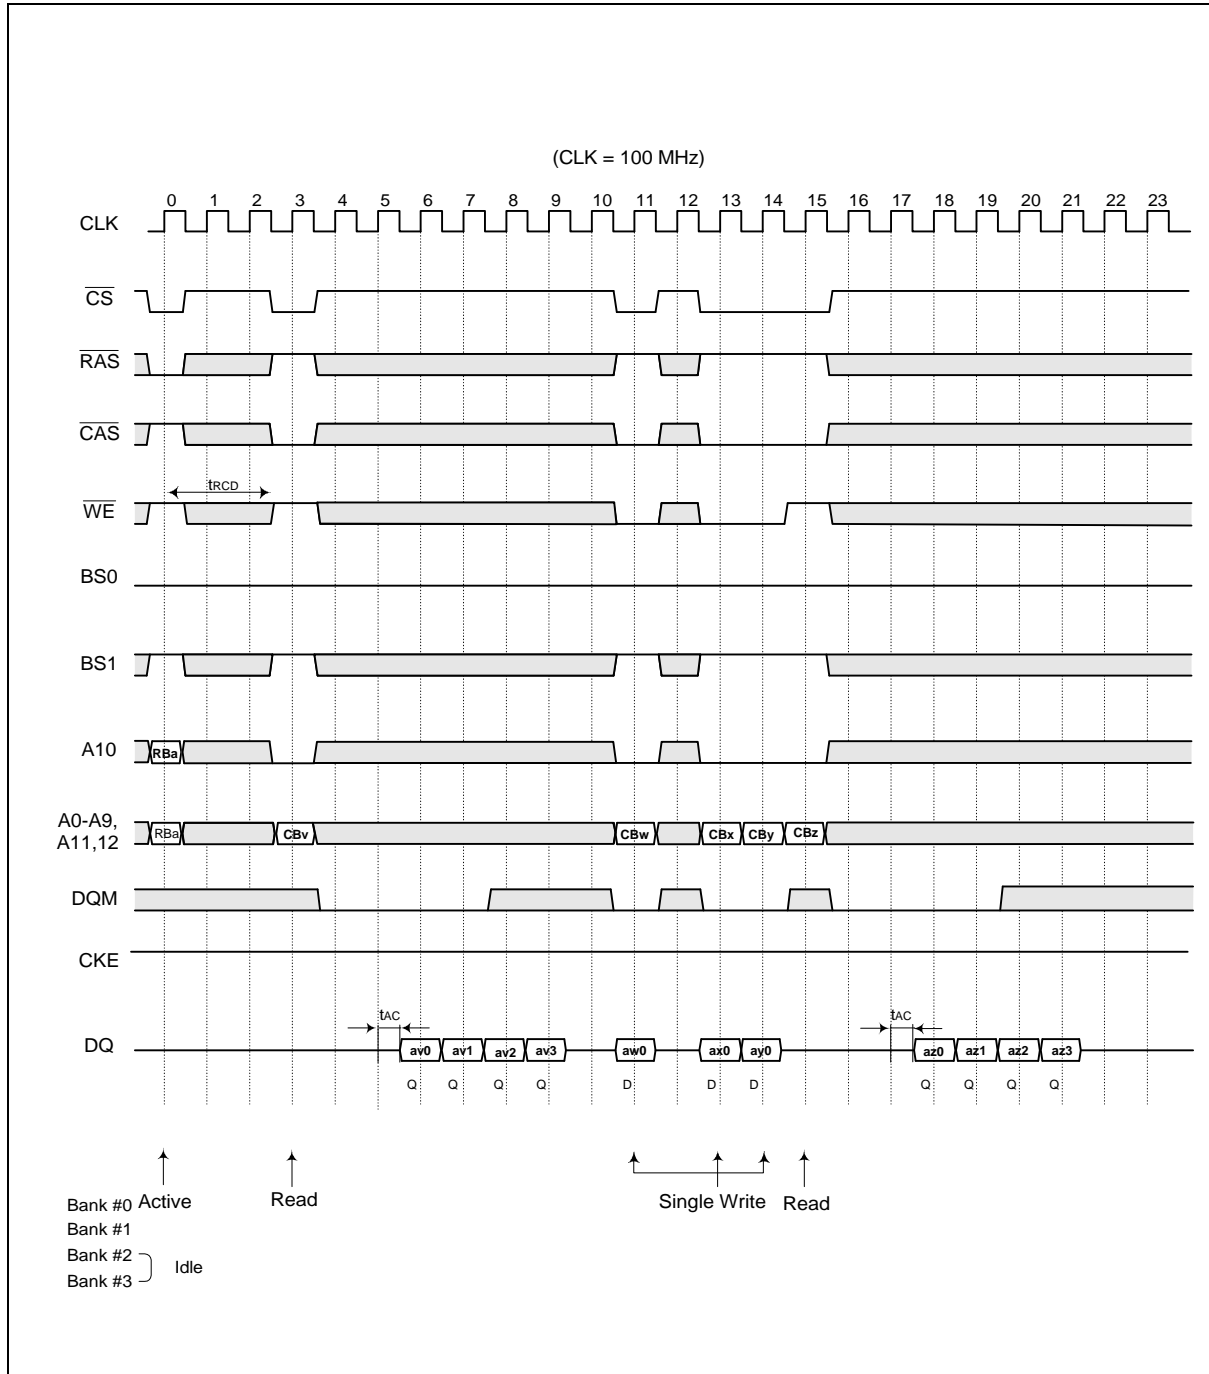 (CLK = 100 MHz)
0 1 2 3 4 5 6 7 8 9 10 11 12 13 14 15 16 17 18 19 20 21 22 23
CLK
CS
RAS
CAS
tRCD
WE
BS0
BS1
A10 RBa
A0-A9,
A11,12
RBa CBv CBw CBx CBy CBz
DQM
CKE
tAC tAC
DQ av0 av1 av2 av3 aw0 ax0 ay0 az0 az1 az2 az3
Q Q Q Q D D D Q Q Q Q
Active Read Single Write Read
Bank #0
Bank #1
Bank #2
Idle
Bank #3